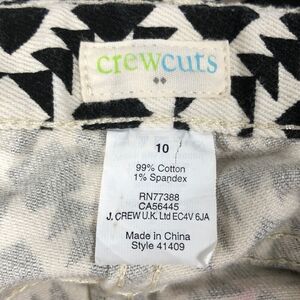 crewcuts
10
99% Cotton
1% Spandex
RN77388
CA56445
J. CREW U.K. Ltd EC4V 6JA
Made in China
Style 41409